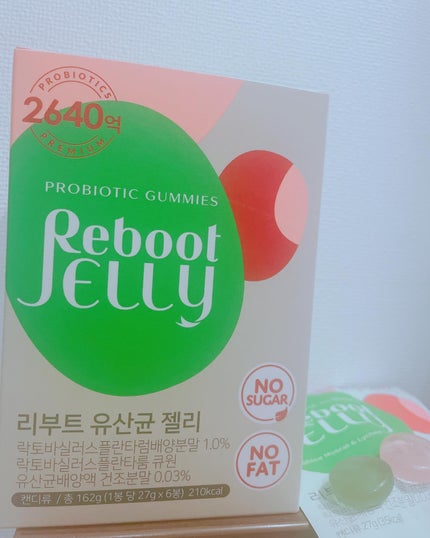 PROBIOTICS
2640억
PREMIUM
PROBIOTIC GUMMIES
Reboot
JELLY
NO
SUGAR
NO
FAT
리부트 유산균 젤리
락토바실러스플란타럼배양분말 1.0%
락토바실러스플란타룸 큐원
유산균배양액 건조분말 0.03%
캔디류 / 총 162g (1봉 당 27g x 6봉) 210kcal
Reboot
JELLY